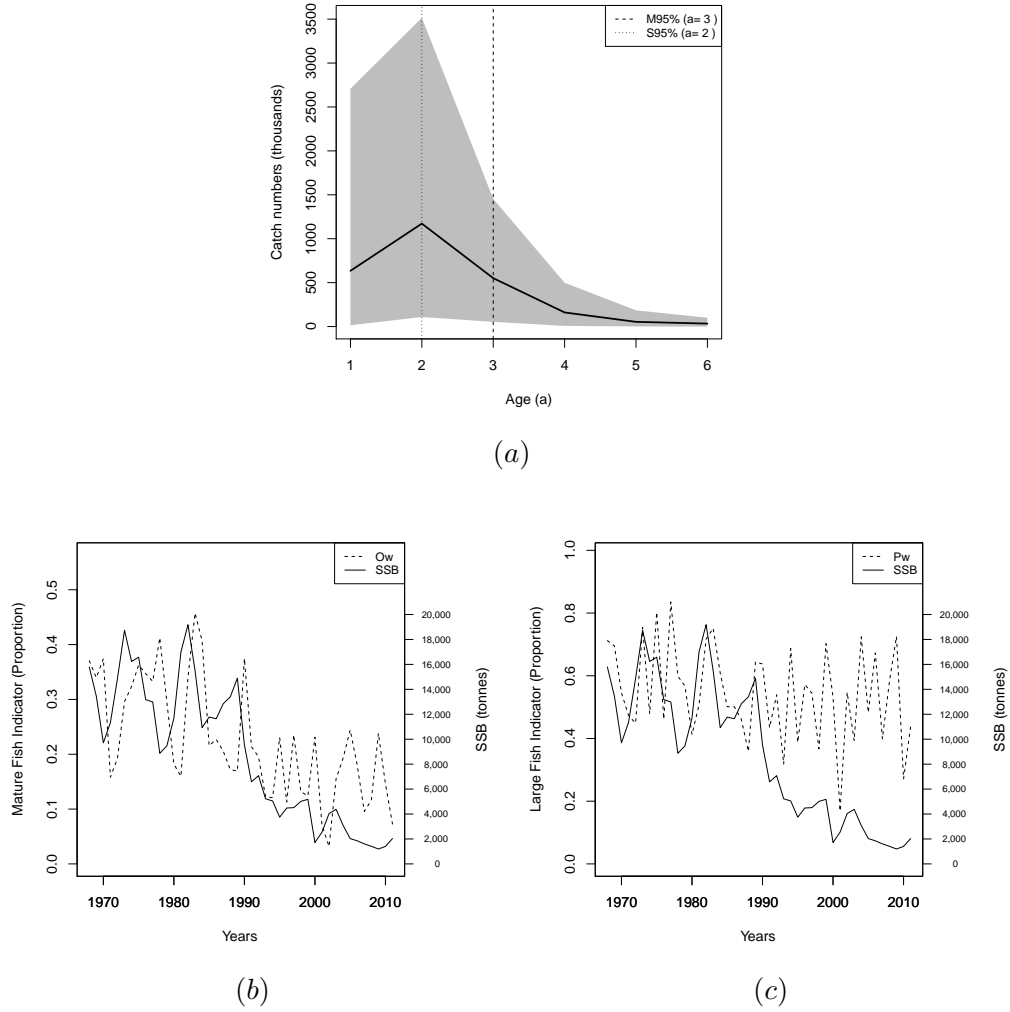 Catch numbers (thousands)
3500
3000
2500
2000
1500
1000
500
0
M95% (a= 3 )
S95% (a= 2 )
1 2 3 4 5 6
Age (a)
(a)
Mature Fish Indicator (Proportion)
0.5
0.4
0.3
0.2
0.1
0.0
Ow
SSB
20,000
18,000
16,000
14,000
12,000
10,000
8,000
6,000
4,000
2,000
0
SSB (tonnes)
1970 1980 1990 2000 2010
Years
(b)
Large Fish Indicator (Proportion)
1.0
0.8
0.6
0.4
0.2
0.0
Pw
SSB
20,000
18,000
16,000
14,000
12,000
10,000
8,000
6,000
4,000
2,000
0
SSB (tonnes)
1970 1980 1990 2000 2010
Years
(c)